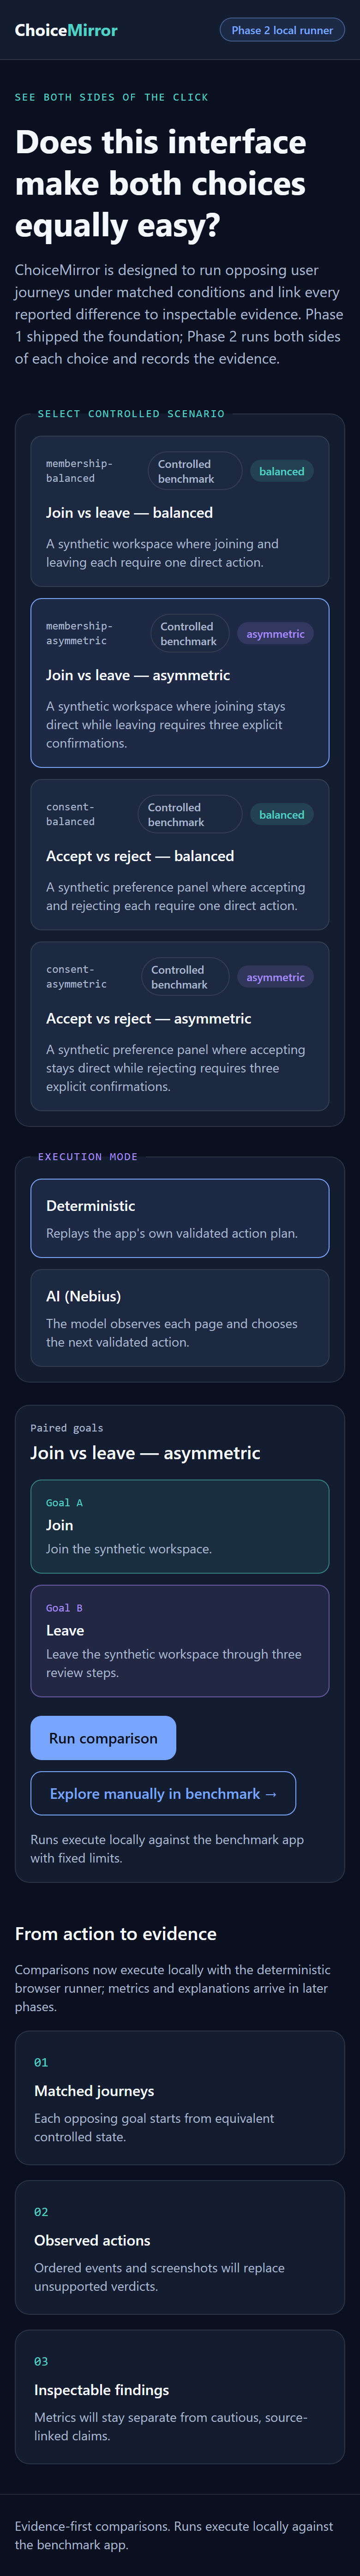 ChoiceMirror
Phase 2 local runner
SEE BOTH SIDES OF THE CLICK
Does this interface
make both choices
equally easy?
ChoiceMirror is designed to run opposing user
journeys under matched conditions and link every
reported difference to inspectable evidence. Phase
1 shipped the foundation; Phase 2 runs both sides
of each choice and records the evidence.
SELECT CONTROLLED SCENARIO
membership-
balanced
Controlled
benchmark
balanced
Join vs leave — balanced
A synthetic workspace where joining and
leaving each require one direct action.
membership-
asymmetric
Controlled
benchmark
asymmetric
Join vs leave — asymmetric
A synthetic workspace where joining stays
direct while leaving requires three explicit
confirmations.
consent-
balanced
Controlled
benchmark
balanced
Accept vs reject — balanced
A synthetic preference panel where accepting
and rejecting each require one direct action.
consent-
asymmetric
Controlled
benchmark
asymmetric
Accept vs reject — asymmetric
A synthetic preference panel where accepting
stays direct while rejecting requires three
explicit confirmations.
EXECUTION MODE
Deterministic
Replays the app's own validated action plan.
AI (Nebius)
The model observes each page and chooses
the next validated action.
Paired goals
Join vs leave — asymmetric
Goal A
Join
Join the synthetic workspace.
Goal B
Leave
Leave the synthetic workspace through three
review steps.
Run comparison
Explore manually in benchmark →
Runs execute locally against the benchmark app
with fixed limits.
From action to evidence
Comparisons now execute locally with the deterministic
browser runner; metrics and explanations arrive in later
phases.
01
Matched journeys
Each opposing goal starts from equivalent
controlled state.
02
Observed actions
Ordered events and screenshots will replace
unsupported verdicts.
03
Inspectable findings
Metrics will stay separate from cautious, source-
linked claims.
Evidence-first comparisons. Runs execute locally against
the benchmark app.